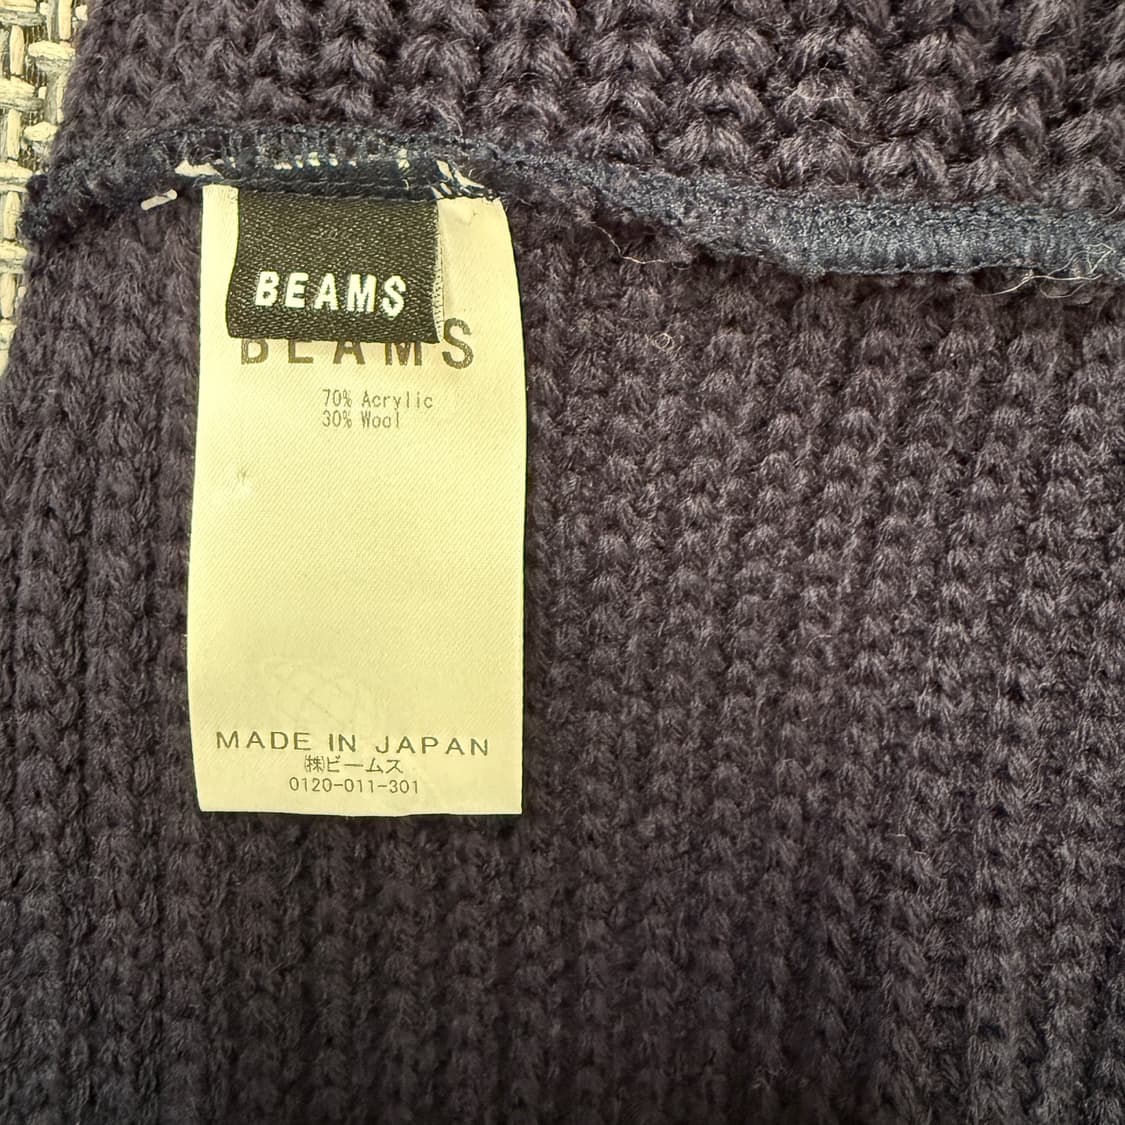 BEAMS
BEAMS
70% Acrylic
30% Wool
MADE IN JAPAN
㈱ビームス
0120-011-301